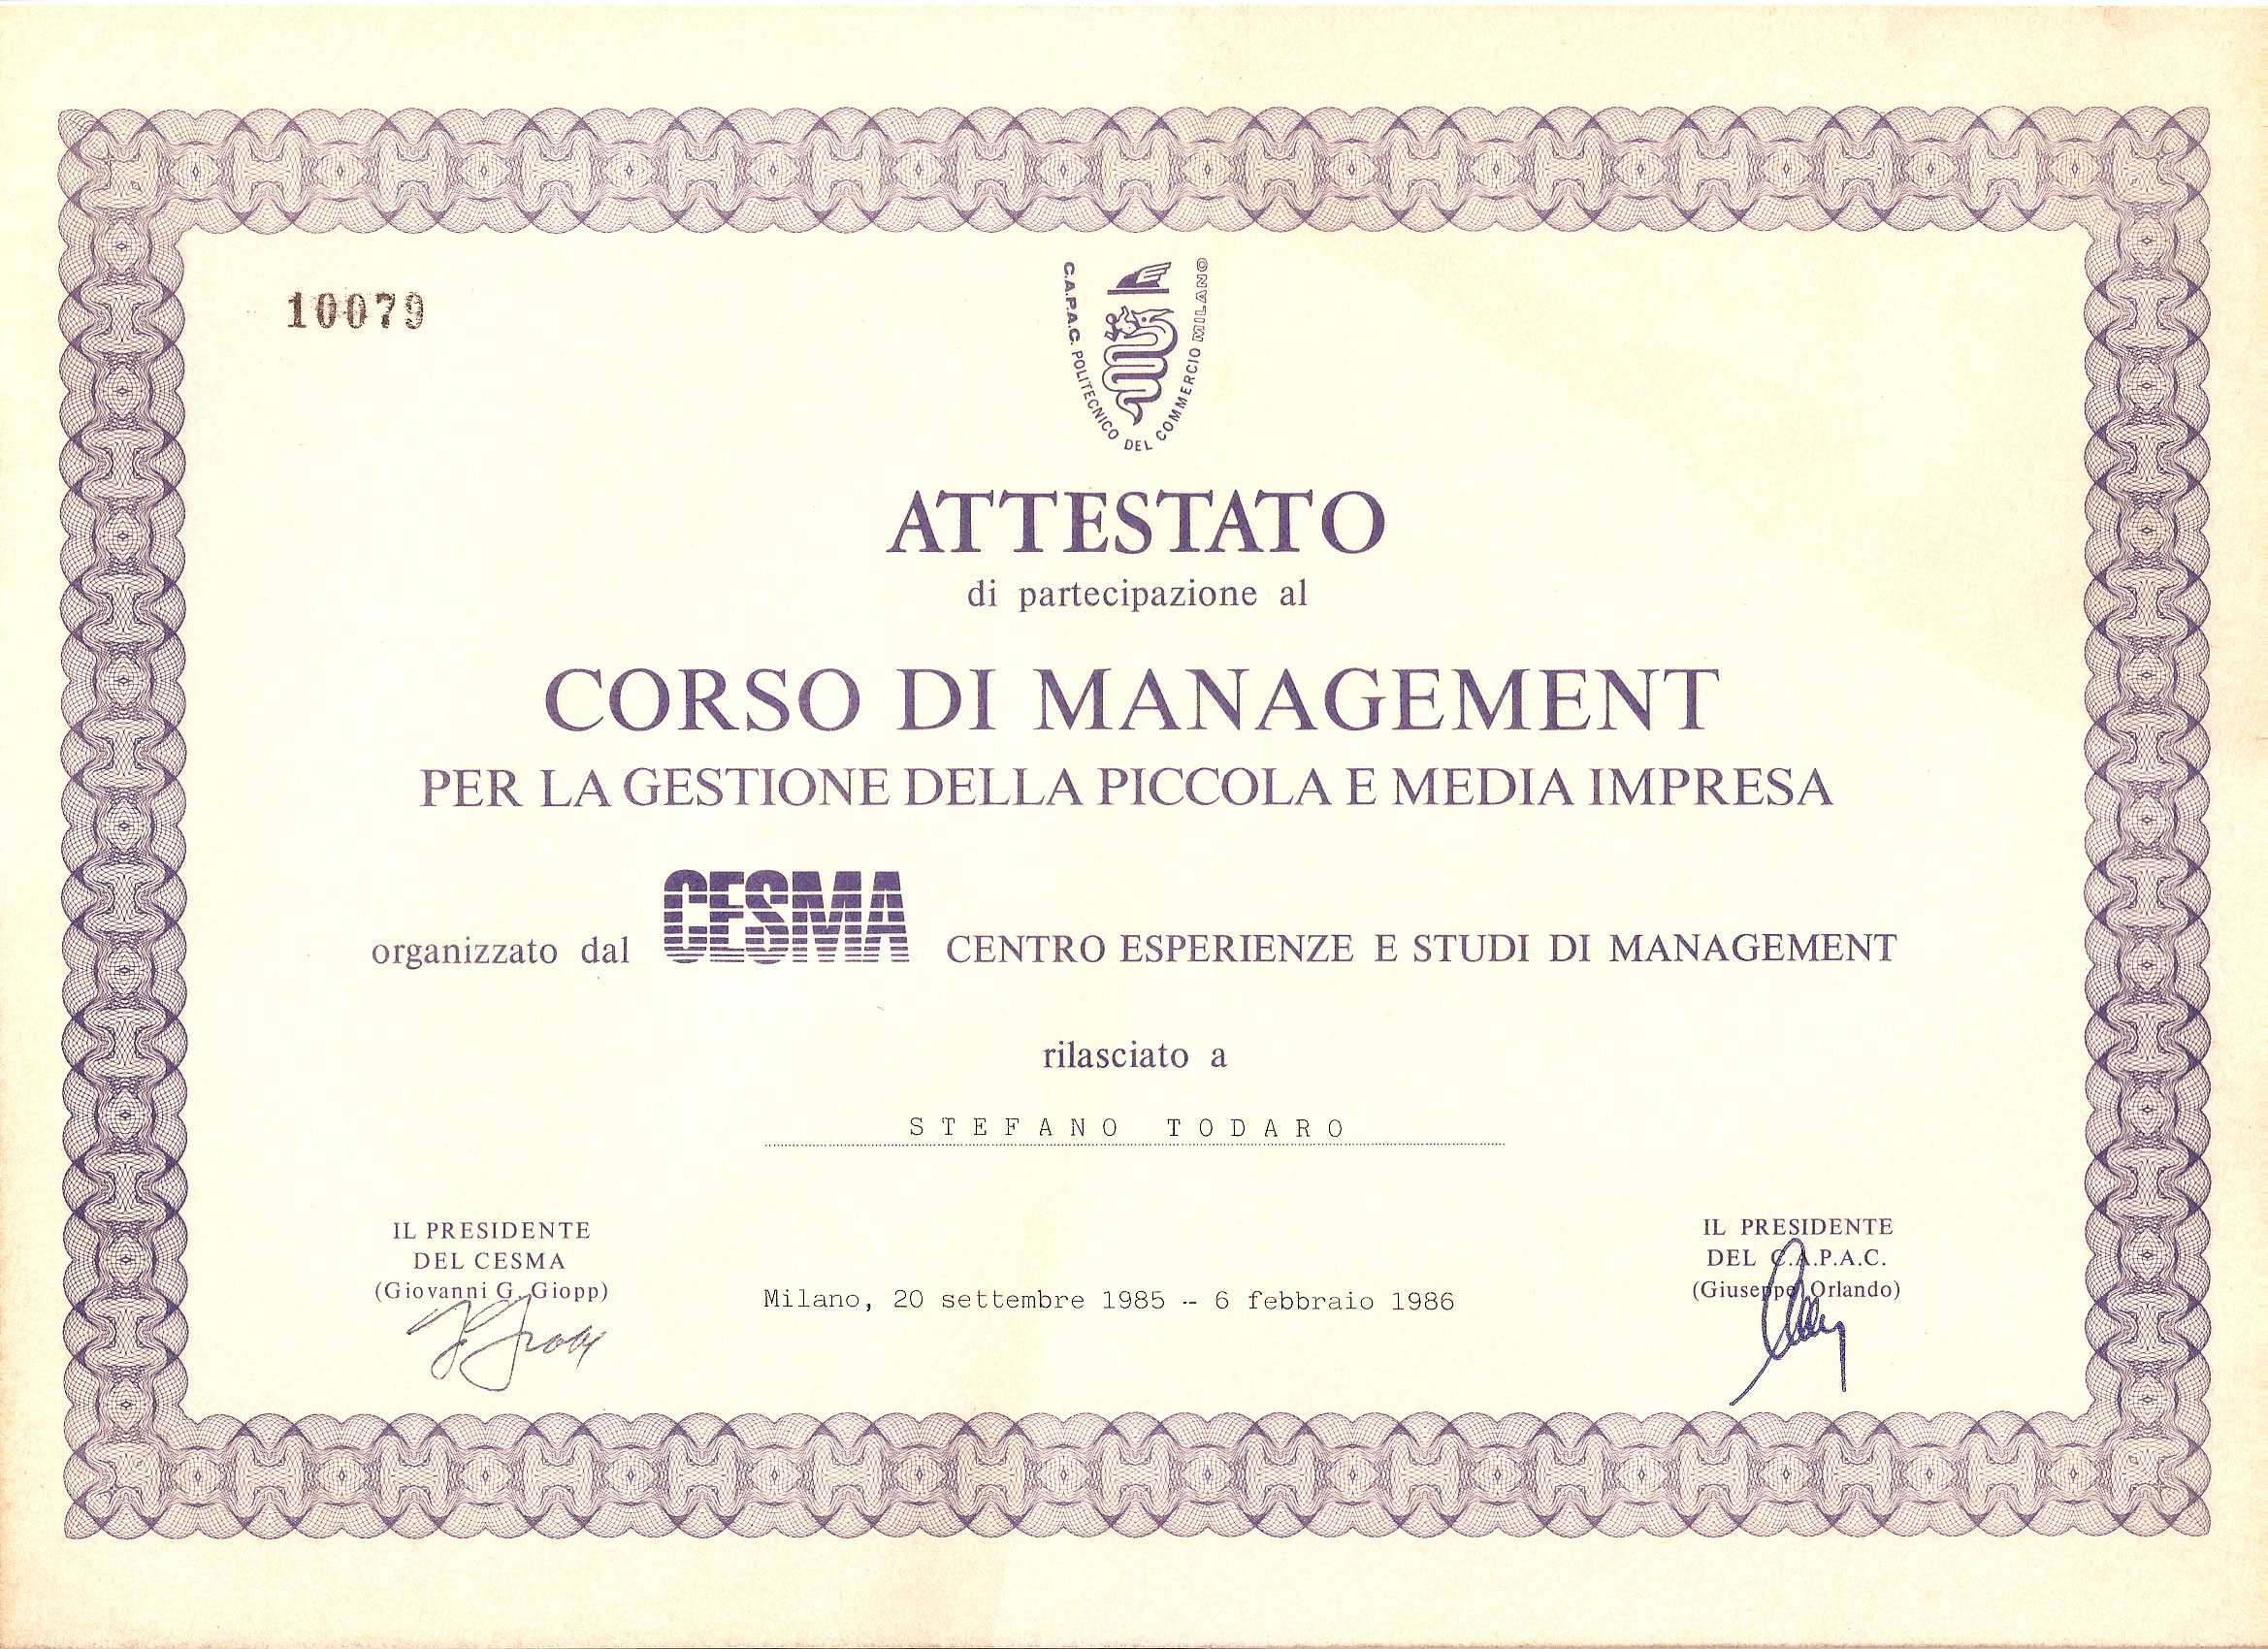 10079
C.A.P.A.C. POLITECNICO DEL COMMERCIO MILANO
ATTESTATO
di partecipazione al
CORSO DI MANAGEMENT
PER LA GESTIONE DELLA PICCOLA E MEDIA IMPRESA
organizzato dal CESMA CENTRO ESPERIENZE E STUDI DI MANAGEMENT
rilasciato a
STEFANO TODARO
IL PRESIDENTE
DEL CESMA
(Giovanni G. Giopp)
Milano, 20 settembre 1985 -- 6 febbraio 1986
IL PRESIDENTE
DEL C.A.P.A.C.
(Giuseppe Orlando)